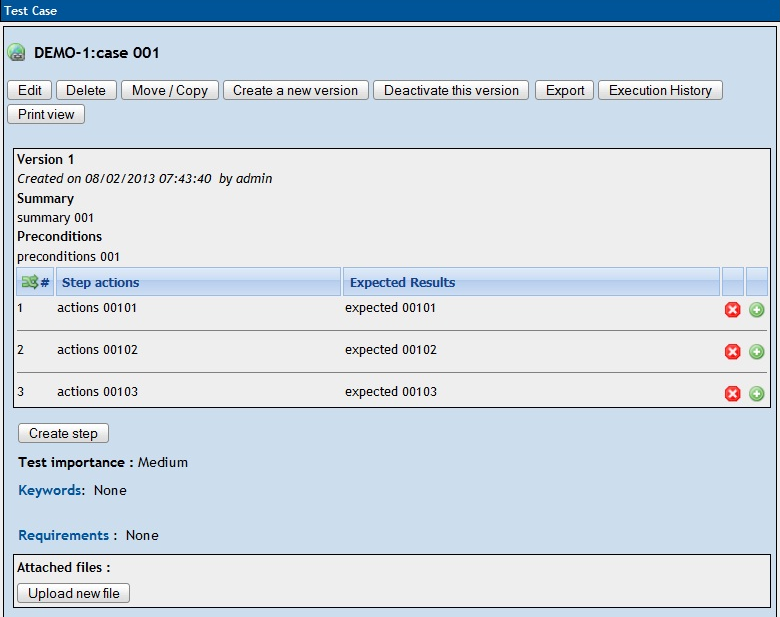 Test Case
DEMO-1:case 001
Edit Delete Move / Copy Create a new version Deactivate this version Export Execution History
Print view
Version 1
Created on 08/02/2013 07:43:40 by admin
Summary
summary 001
Preconditions
preconditions 001
# Step actions Expected Results
1 actions 00101 expected 00101
2 actions 00102 expected 00102
3 actions 00103 expected 00103
Create step
Test importance : Medium
Keywords: None
Requirements : None
Attached files :
Upload new file